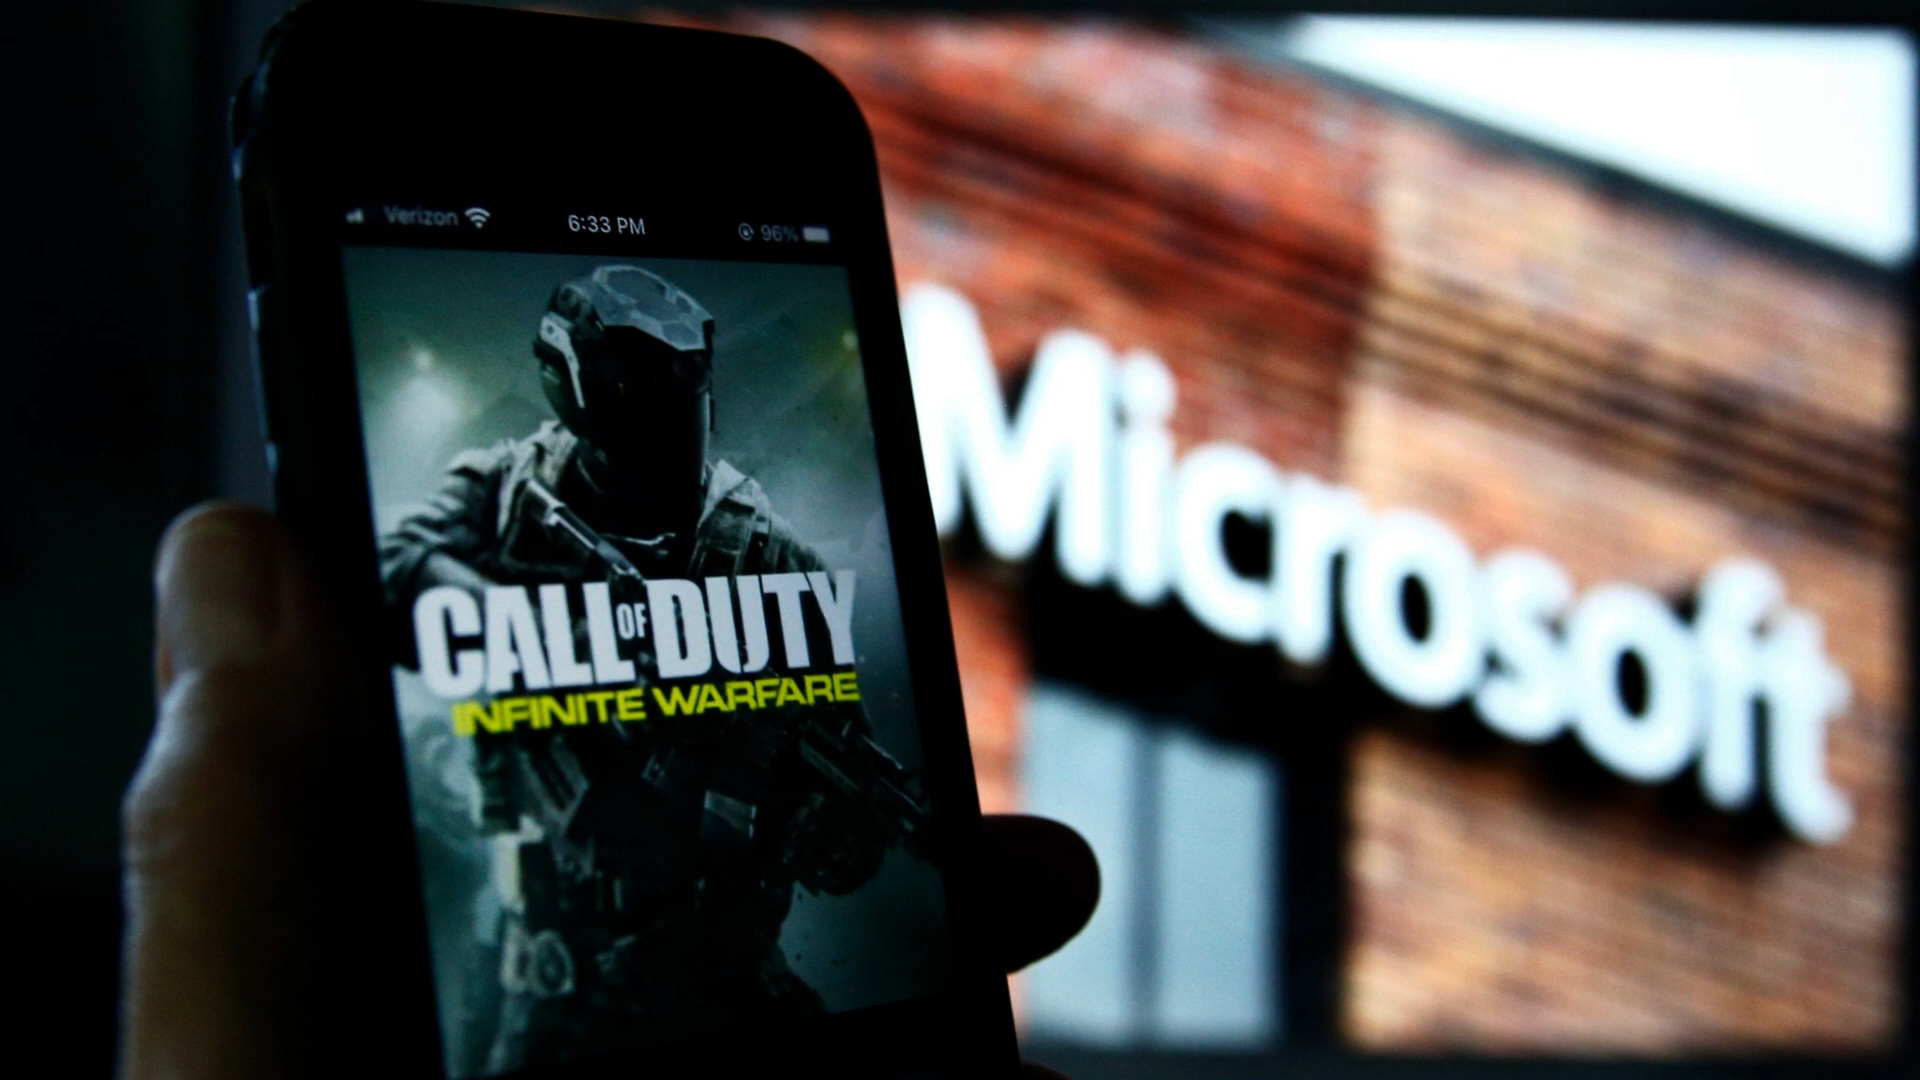 Verizon 6:33 PM 96%
CALL OF DUTY
INFINITE WARFARE
Microsoft